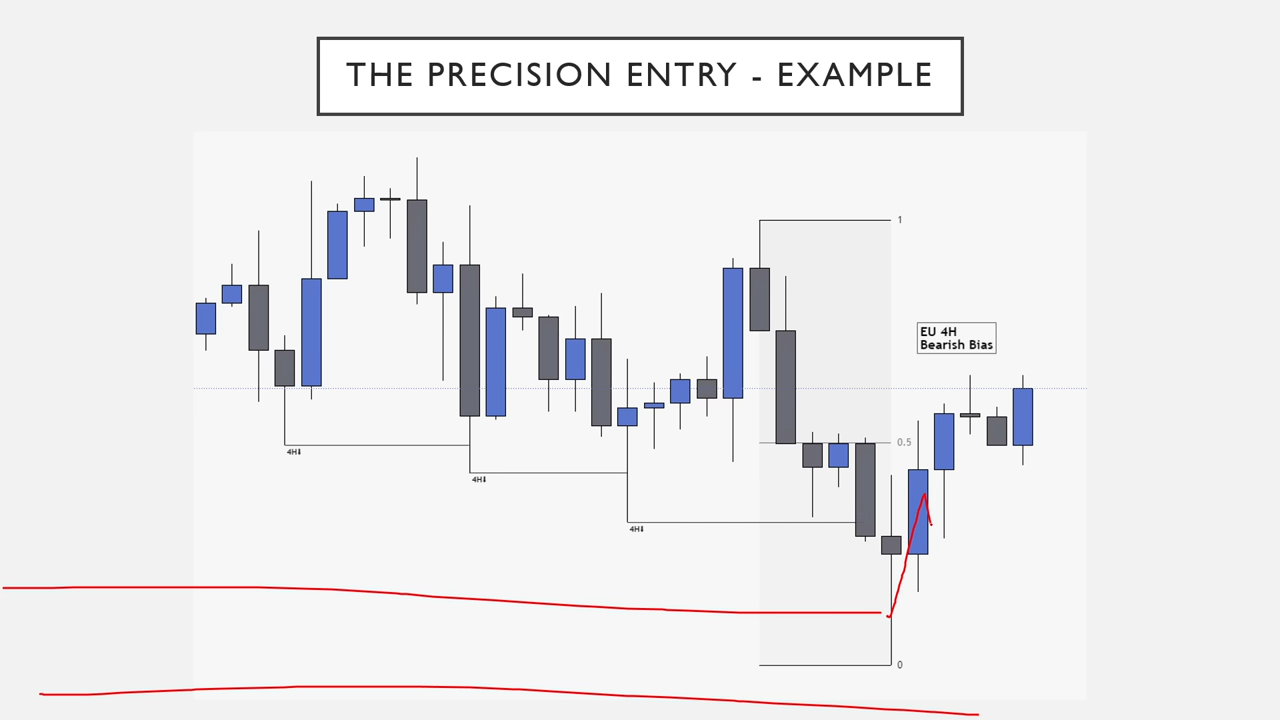 THE PRECISION ENTRY - EXAMPLE
1
EU 4H
Bearish Bias
0.5
4H⬇
4H⬇
4H⬇
0